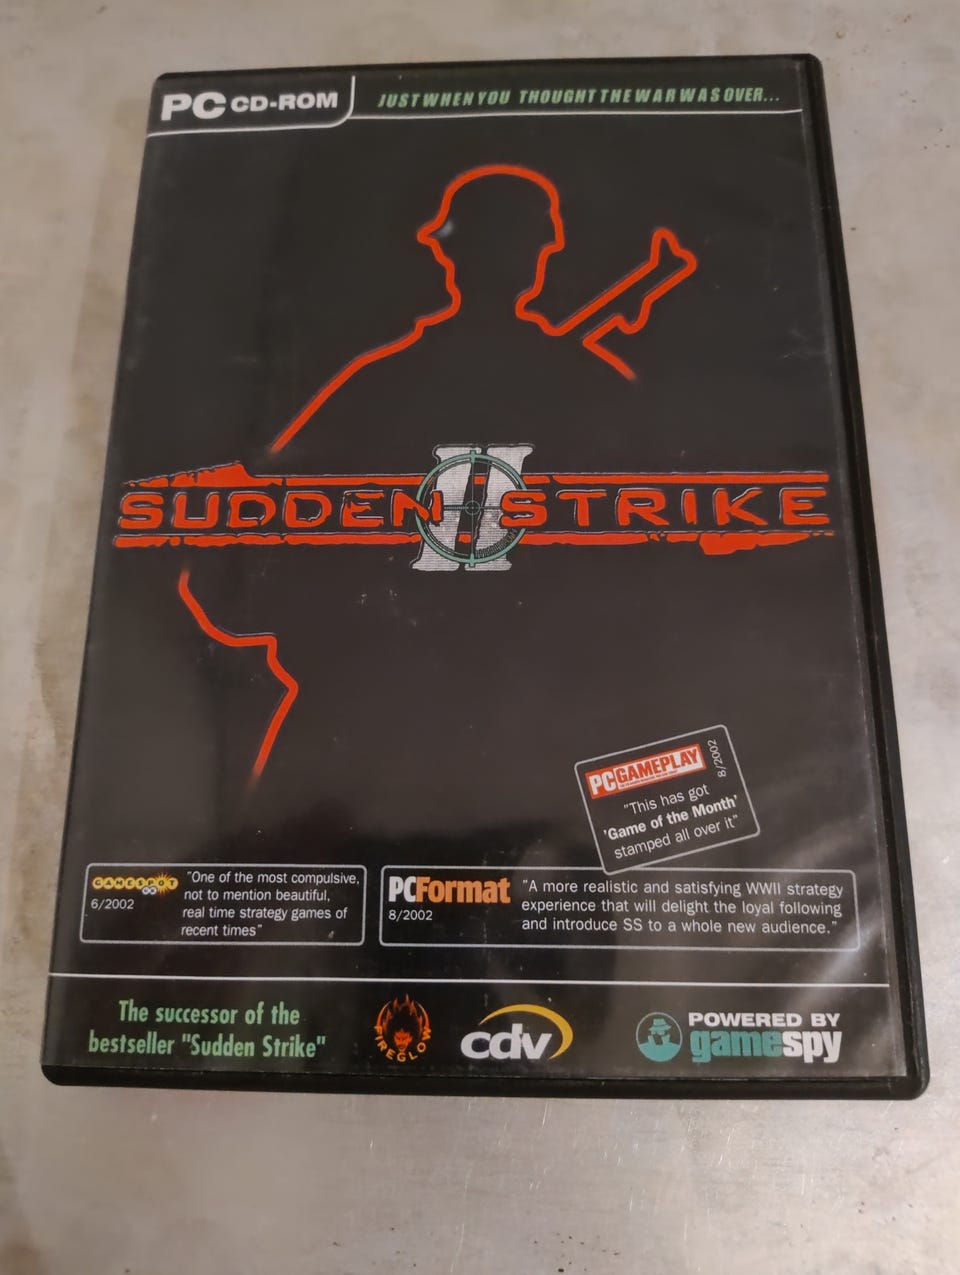 PC CD-ROM
JUST WHEN YOU THOUGHT THE WAR WAS OVER...
SUDDEN II STRIKE
PCGAMEPLAY
8/2002
"This has got
'Game of the Month'
stamped all over it"
GAMESPOT
UK
6/2002
"One of the most compulsive,
not to mention beautiful,
real time strategy games of
recent times"
PCFormat
8/2002
"A more realistic and satisfying WWII strategy
experience that will delight the loyal following
and introduce SS to a whole new audience."
The successor of the
bestseller "Sudden Strike"
FIREGLOW
cdv
POWERED BY
gamespy